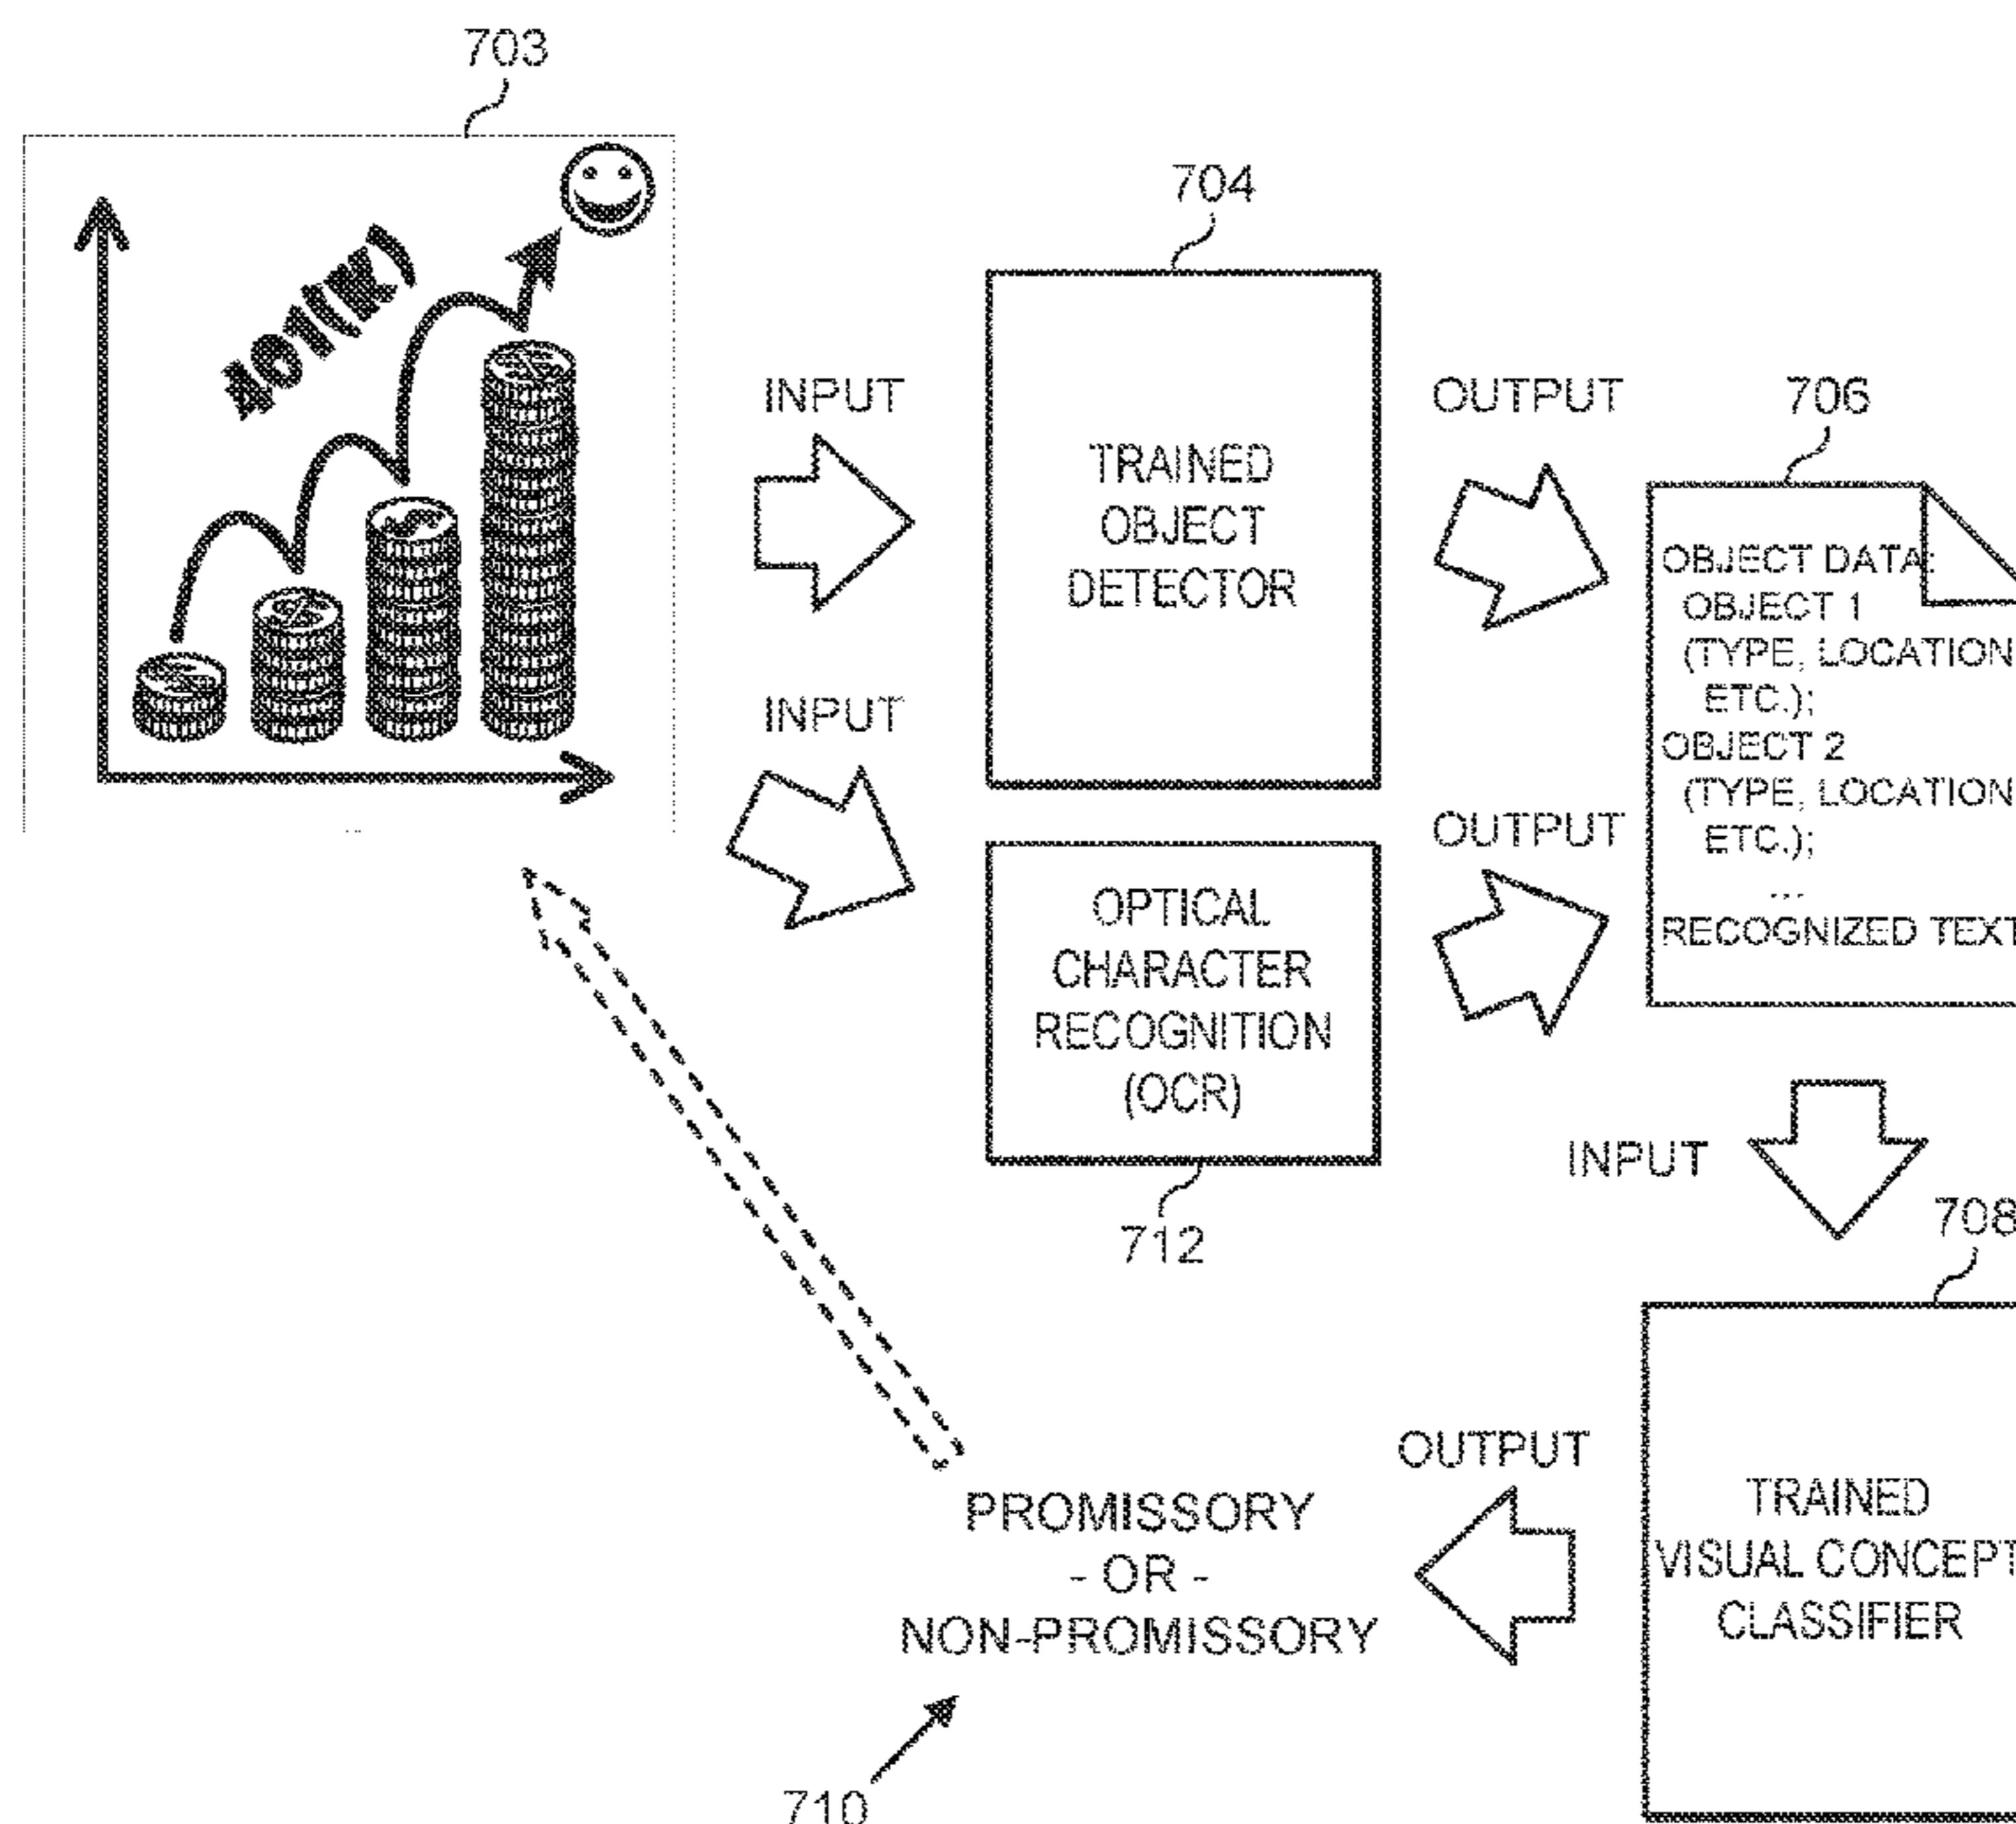 703
401(K)
704
INPUT
TRAINED
OBJECT
DETECTOR
OUTPUT
706
OBJECT DATA:
OBJECT 1
(TYPE, LOCATION
ETC.);
OBJECT 2
(TYPE, LOCATION
ETC.);
...
RECOGNIZED TEXT
INPUT
OPTICAL
CHARACTER
RECOGNITION
(OCR)
712
OUTPUT
INPUT
708
TRAINED
VISUAL CONCEPT
CLASSIFIER
OUTPUT
PROMISSORY
- OR -
NON-PROMISSORY
710